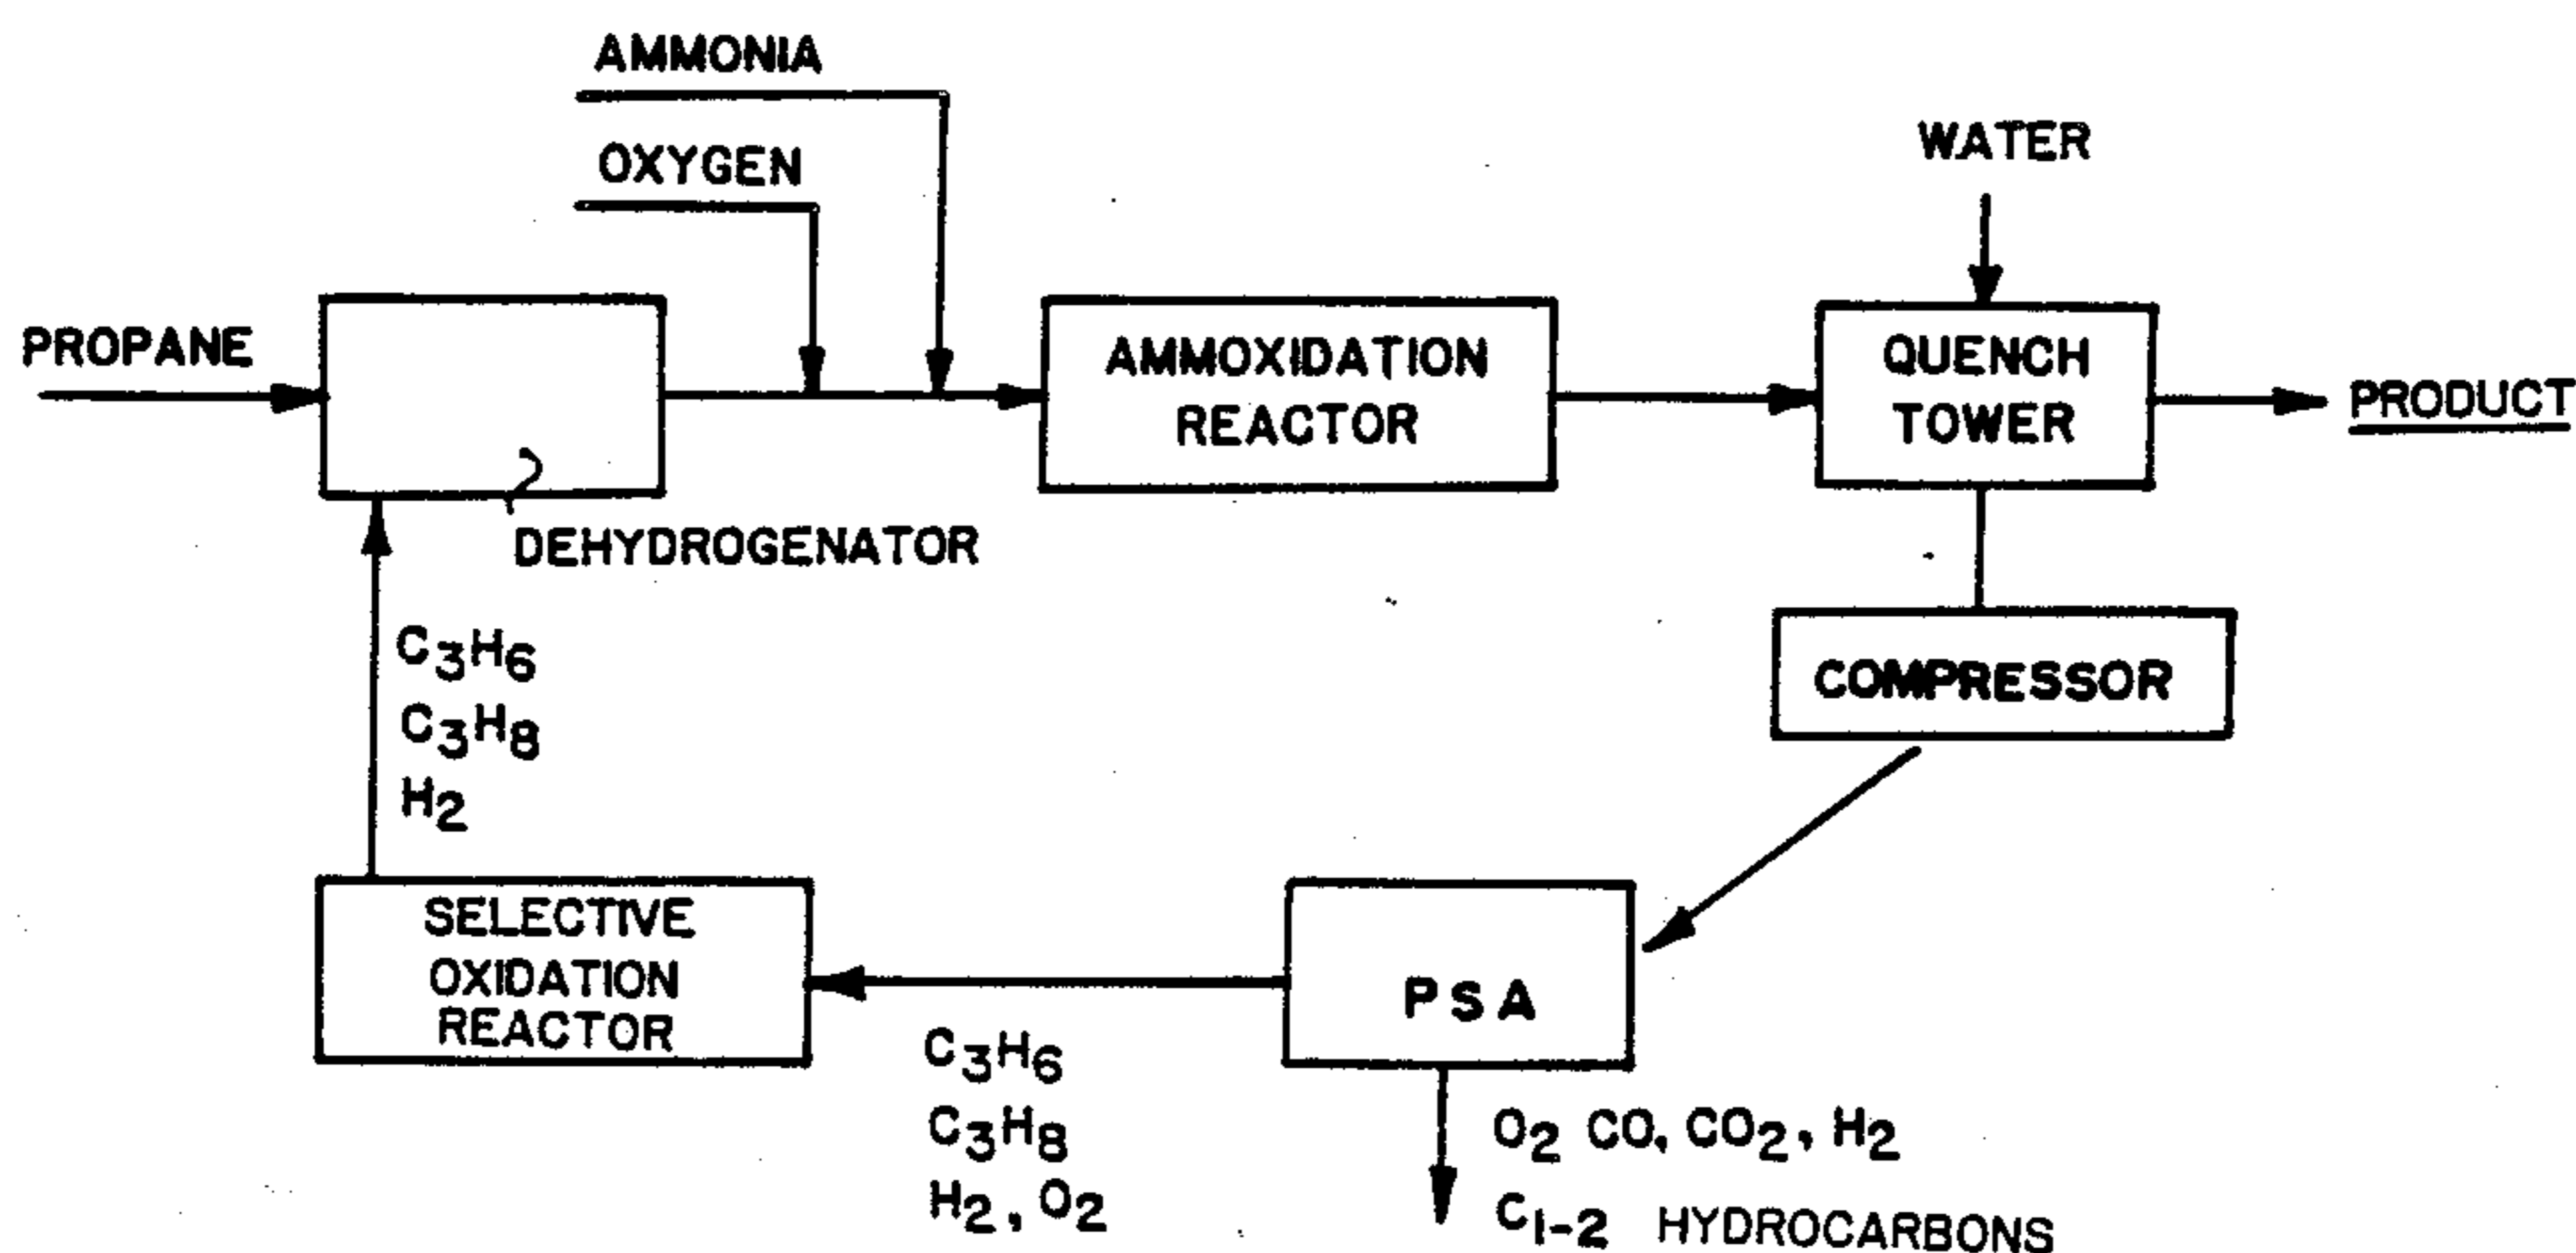 AMMONIA
OXYGEN
WATER
PROPANE
AMMOXIDATION
REACTOR
QUENCH
TOWER
PRODUCT
DEHYDROGENATOR
C₃H₆
C₃H₈
H₂
COMPRESSOR
SELECTIVE
OXIDATION
REACTOR
PSA
C₃H₆
C₃H₈
H₂, O₂
O₂ CO, CO₂, H₂
C₁₋₂ HYDROCARBONS